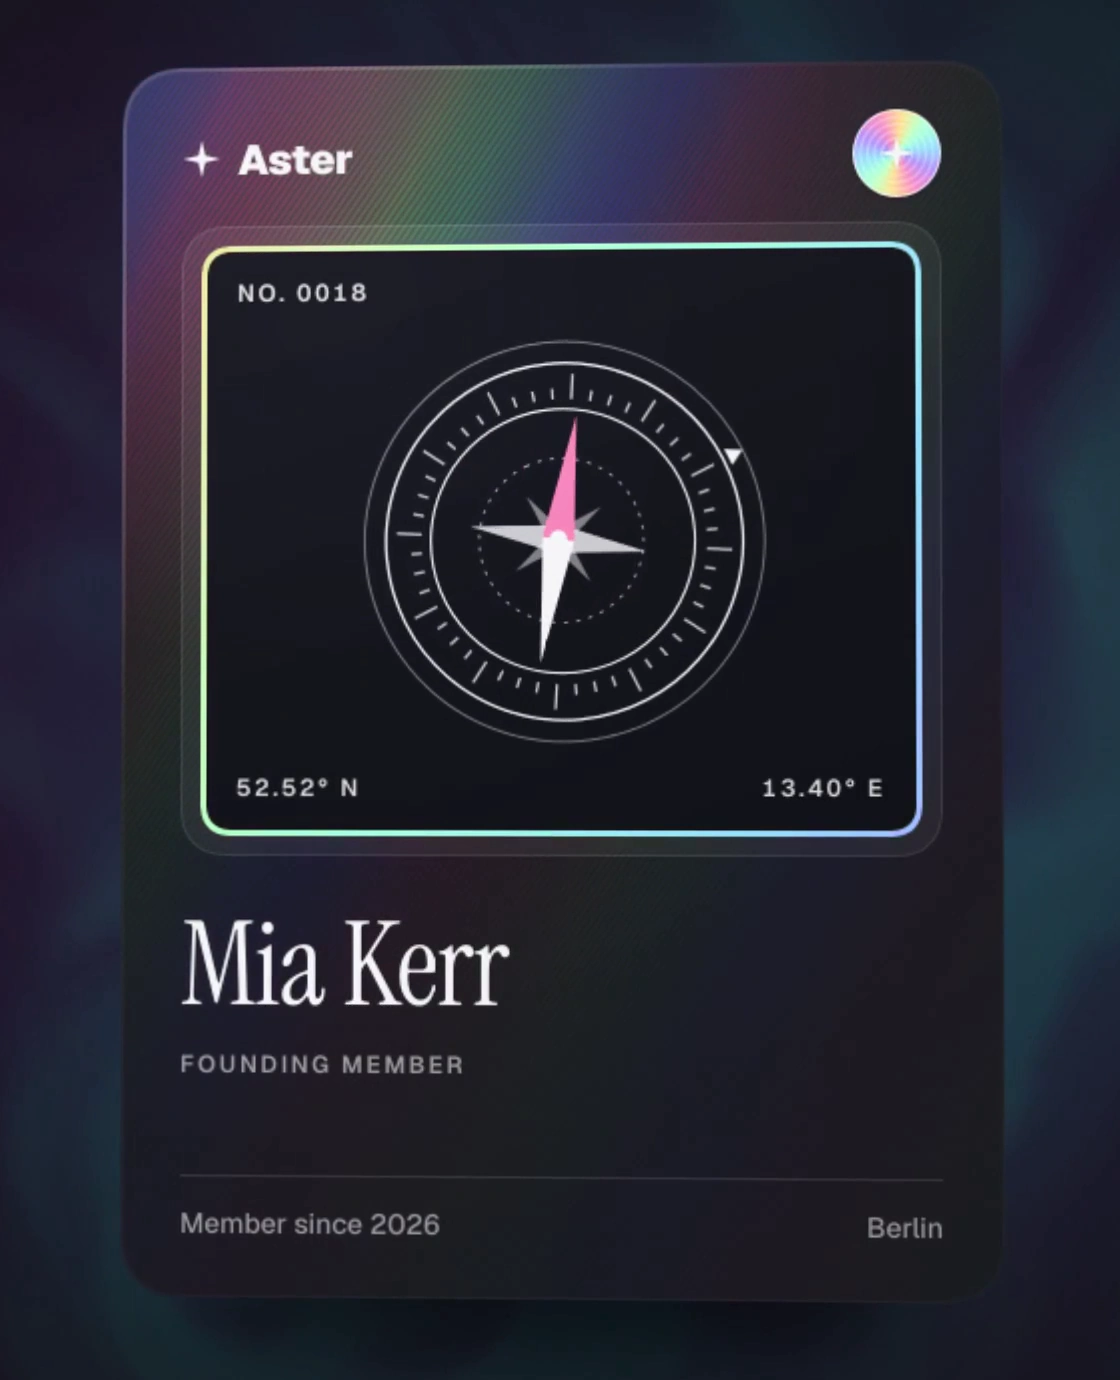 Aster
NO. 0018
52.52° N
13.40° E
Mia Kerr
FOUNDING MEMBER
Member since 2026
Berlin